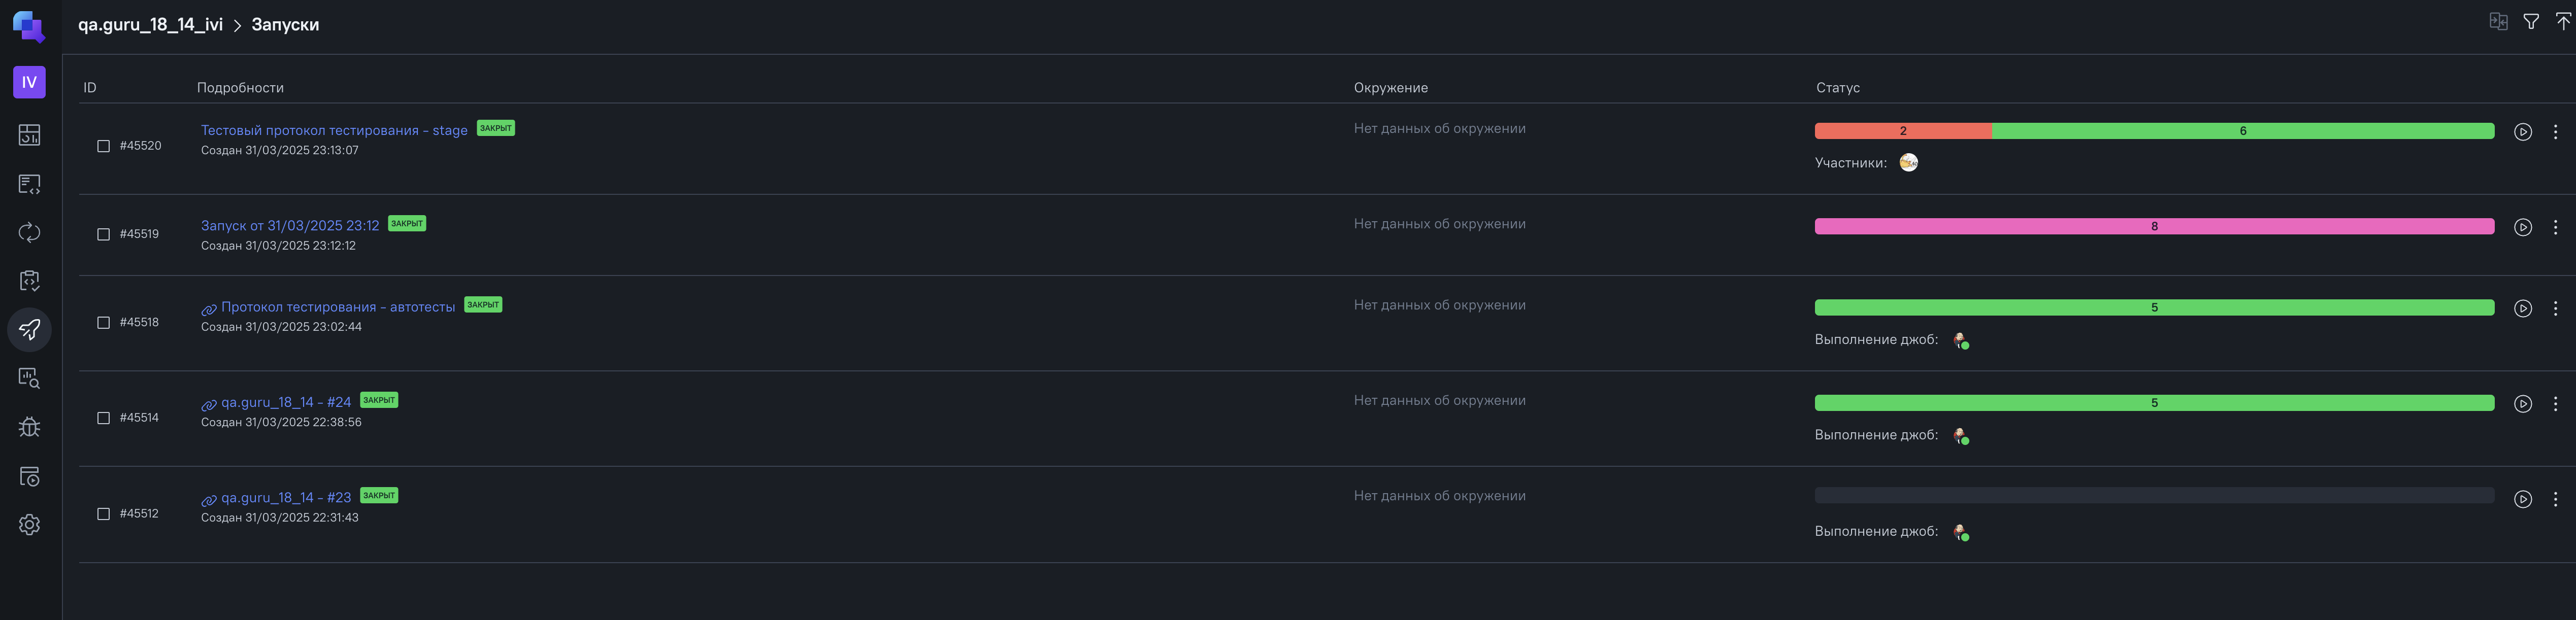 qa.guru_18_14_ivi > Запуски
IV
ID Подробности Окружение Статус
#45520 Тестовый протокол тестирования - stage ЗАКРЫТ Нет данных об окружении 2 6
Создан 31/03/2025 23:13:07
Участники:
#45519 Запуск от 31/03/2025 23:12 ЗАКРЫТ Нет данных об окружении 8
Создан 31/03/2025 23:12:12
#45518 Протокол тестирования - автотесты ЗАКРЫТ Нет данных об окружении 5
Создан 31/03/2025 23:02:44
Выполнение джоб:
#45514 qa.guru_18_14 - #24 ЗАКРЫТ Нет данных об окружении 5
Создан 31/03/2025 22:38:56
Выполнение джоб:
#45512 qa.guru_18_14 - #23 ЗАКРЫТ Нет данных об окружении
Создан 31/03/2025 22:31:43
Выполнение джоб: